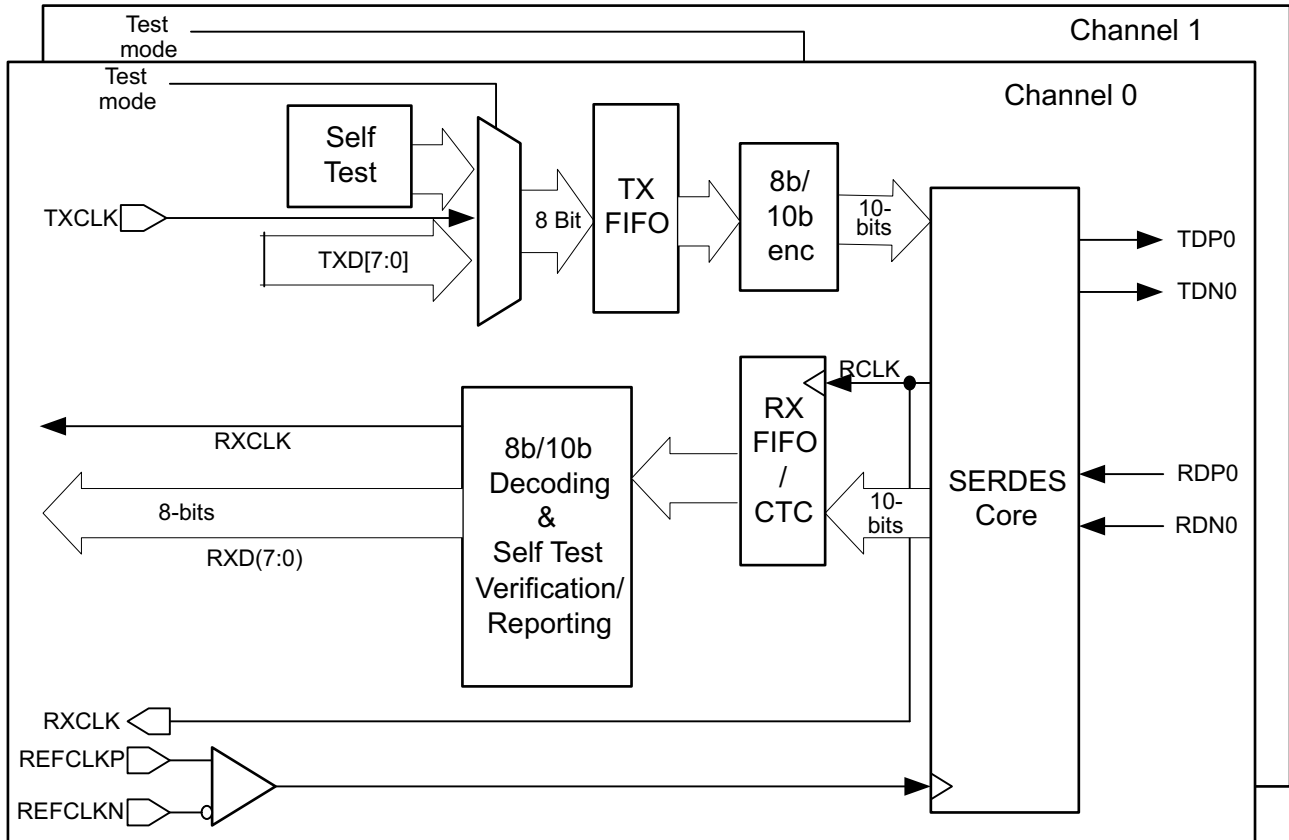 Test
mode
Channel 1
Test
mode
Channel 0
Self
Test
TX
FIFO
8b/
10b
enc
TXCLK
8 Bit
10-
bits
TXD[7:0]
TDP0
TDN0
SERDES
Core
RCLK
RX
FIFO
/
CTC
10-
bits
RDP0
RDN0
8b/10b
Decoding
&
Self Test
Verification/
Reporting
RXCLK
8-bits
RXD(7:0)
RXCLK
REFCLKP
REFCLKN